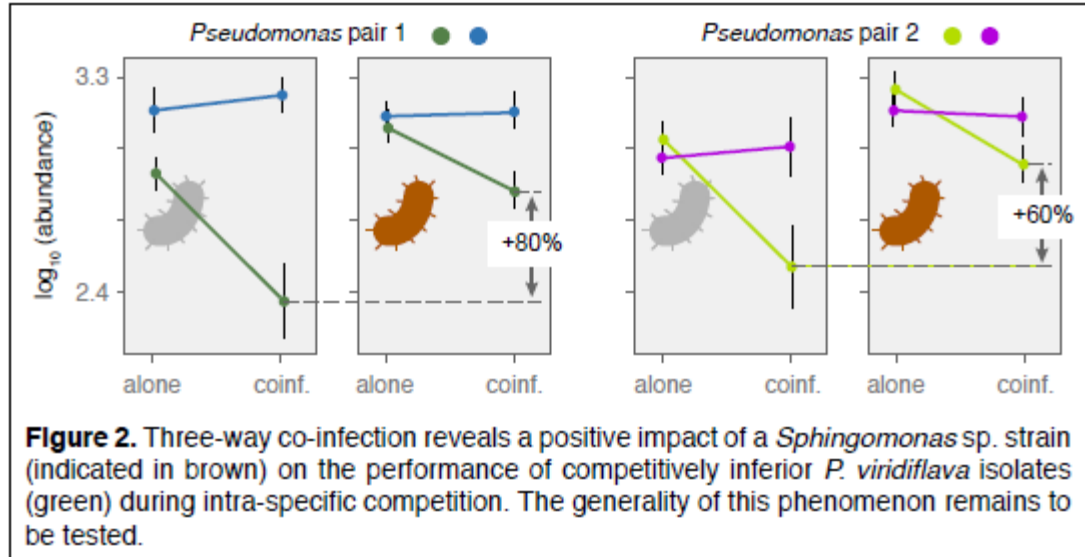 Pseudomonas pair 1
Pseudomonas pair 2
log10 (abundance)
3.3
2.4
+80%
+60%
alone coinf. alone coinf. alone coinf. alone coinf.
Figure 2. Three-way co-infection reveals a positive impact of a Sphingomonas sp. strain
(indicated in brown) on the performance of competitively inferior P. viridiflava isolates
(green) during intra-specific competition. The generality of this phenomenon remains to
be tested.